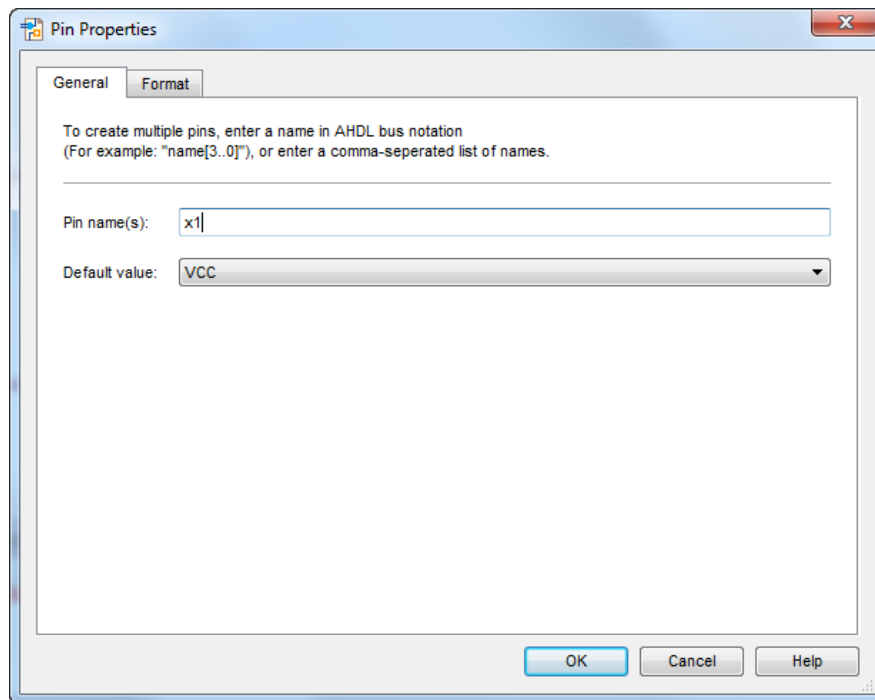 Pin Properties
General Format
To create multiple pins, enter a name in AHDL bus notation
(For example: "name[3..0]"), or enter a comma-seperated list of names.
Pin name(s): x1
Default value: VCC
OK Cancel Help